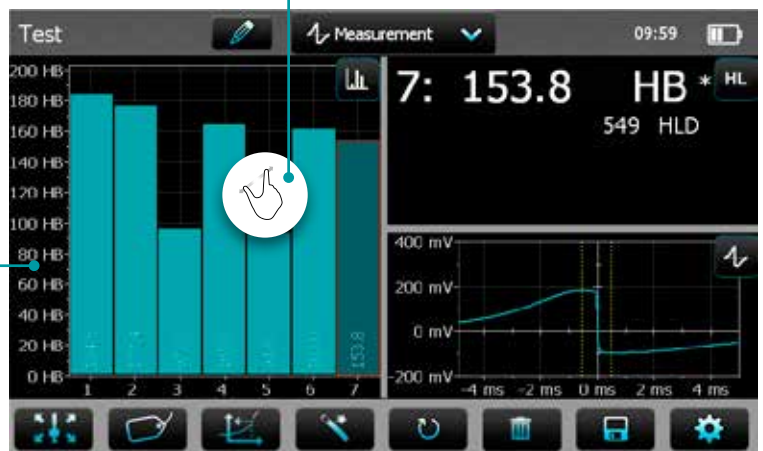 Test
Measurement
09:59
200 HB
180 HB
160 HB
140 HB
120 HB
100 HB
80 HB
60 HB
40 HB
20 HB
0 HB
1 2 3 4 5 6 7
153.8
7: 153.8 HB * HL
549 HLD
400 mV
200 mV
0 mV
-200 mV
-4 ms -2 ms 0 ms 2 ms 4 ms